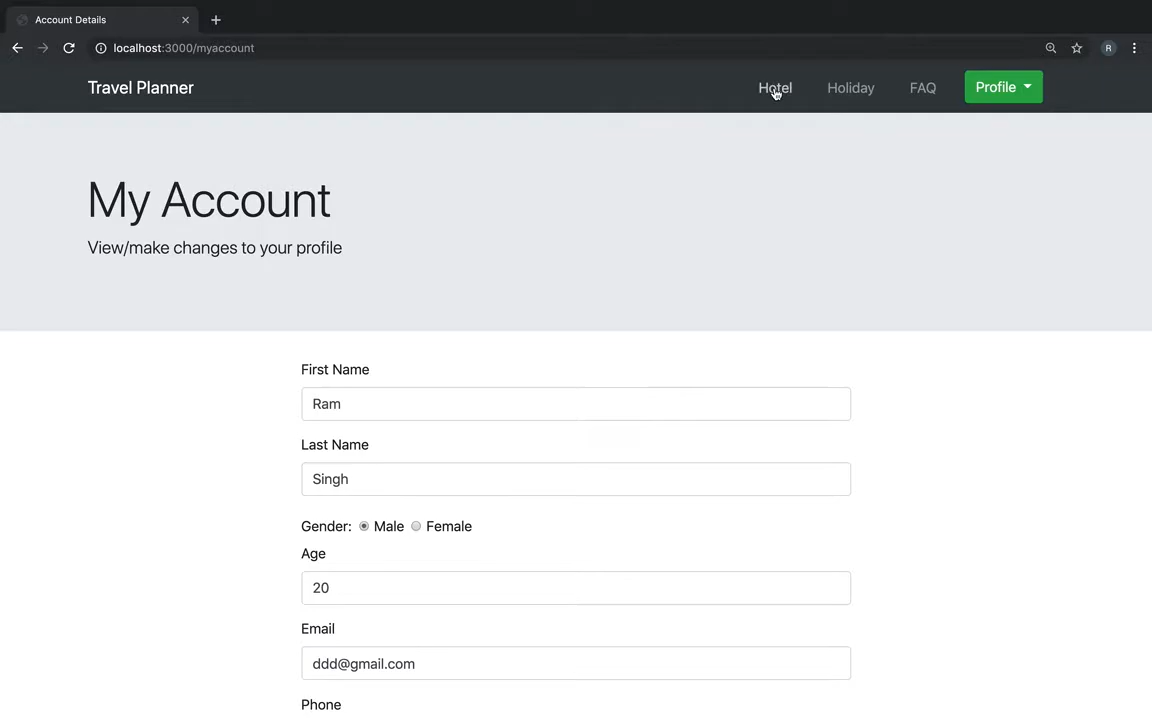 Account Details
localhost:3000/myaccount
R
Travel Planner
Hotel
Holiday
FAQ
Profile
My Account
View/make changes to your profile
First Name
Ram
Last Name
Singh
Gender: Male Female
Age
20
Email
ddd@gmail.com
Phone